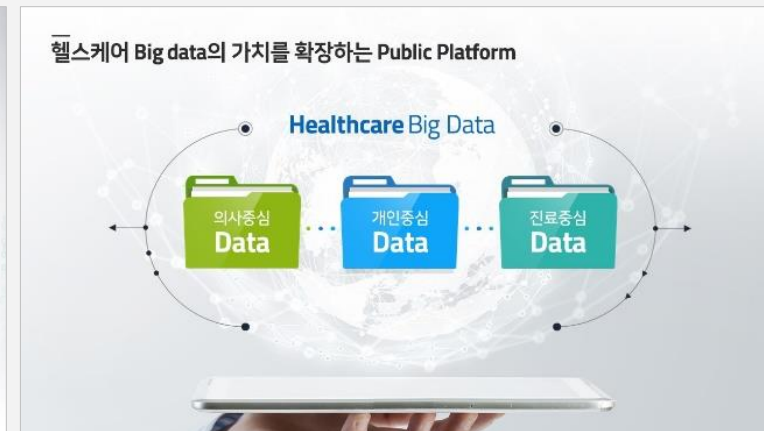 헬스케어 Big data의 가치를 확장하는 Public Platform
Healthcare Big Data
의사중심
Data
개인중심
Data
진료중심
Data